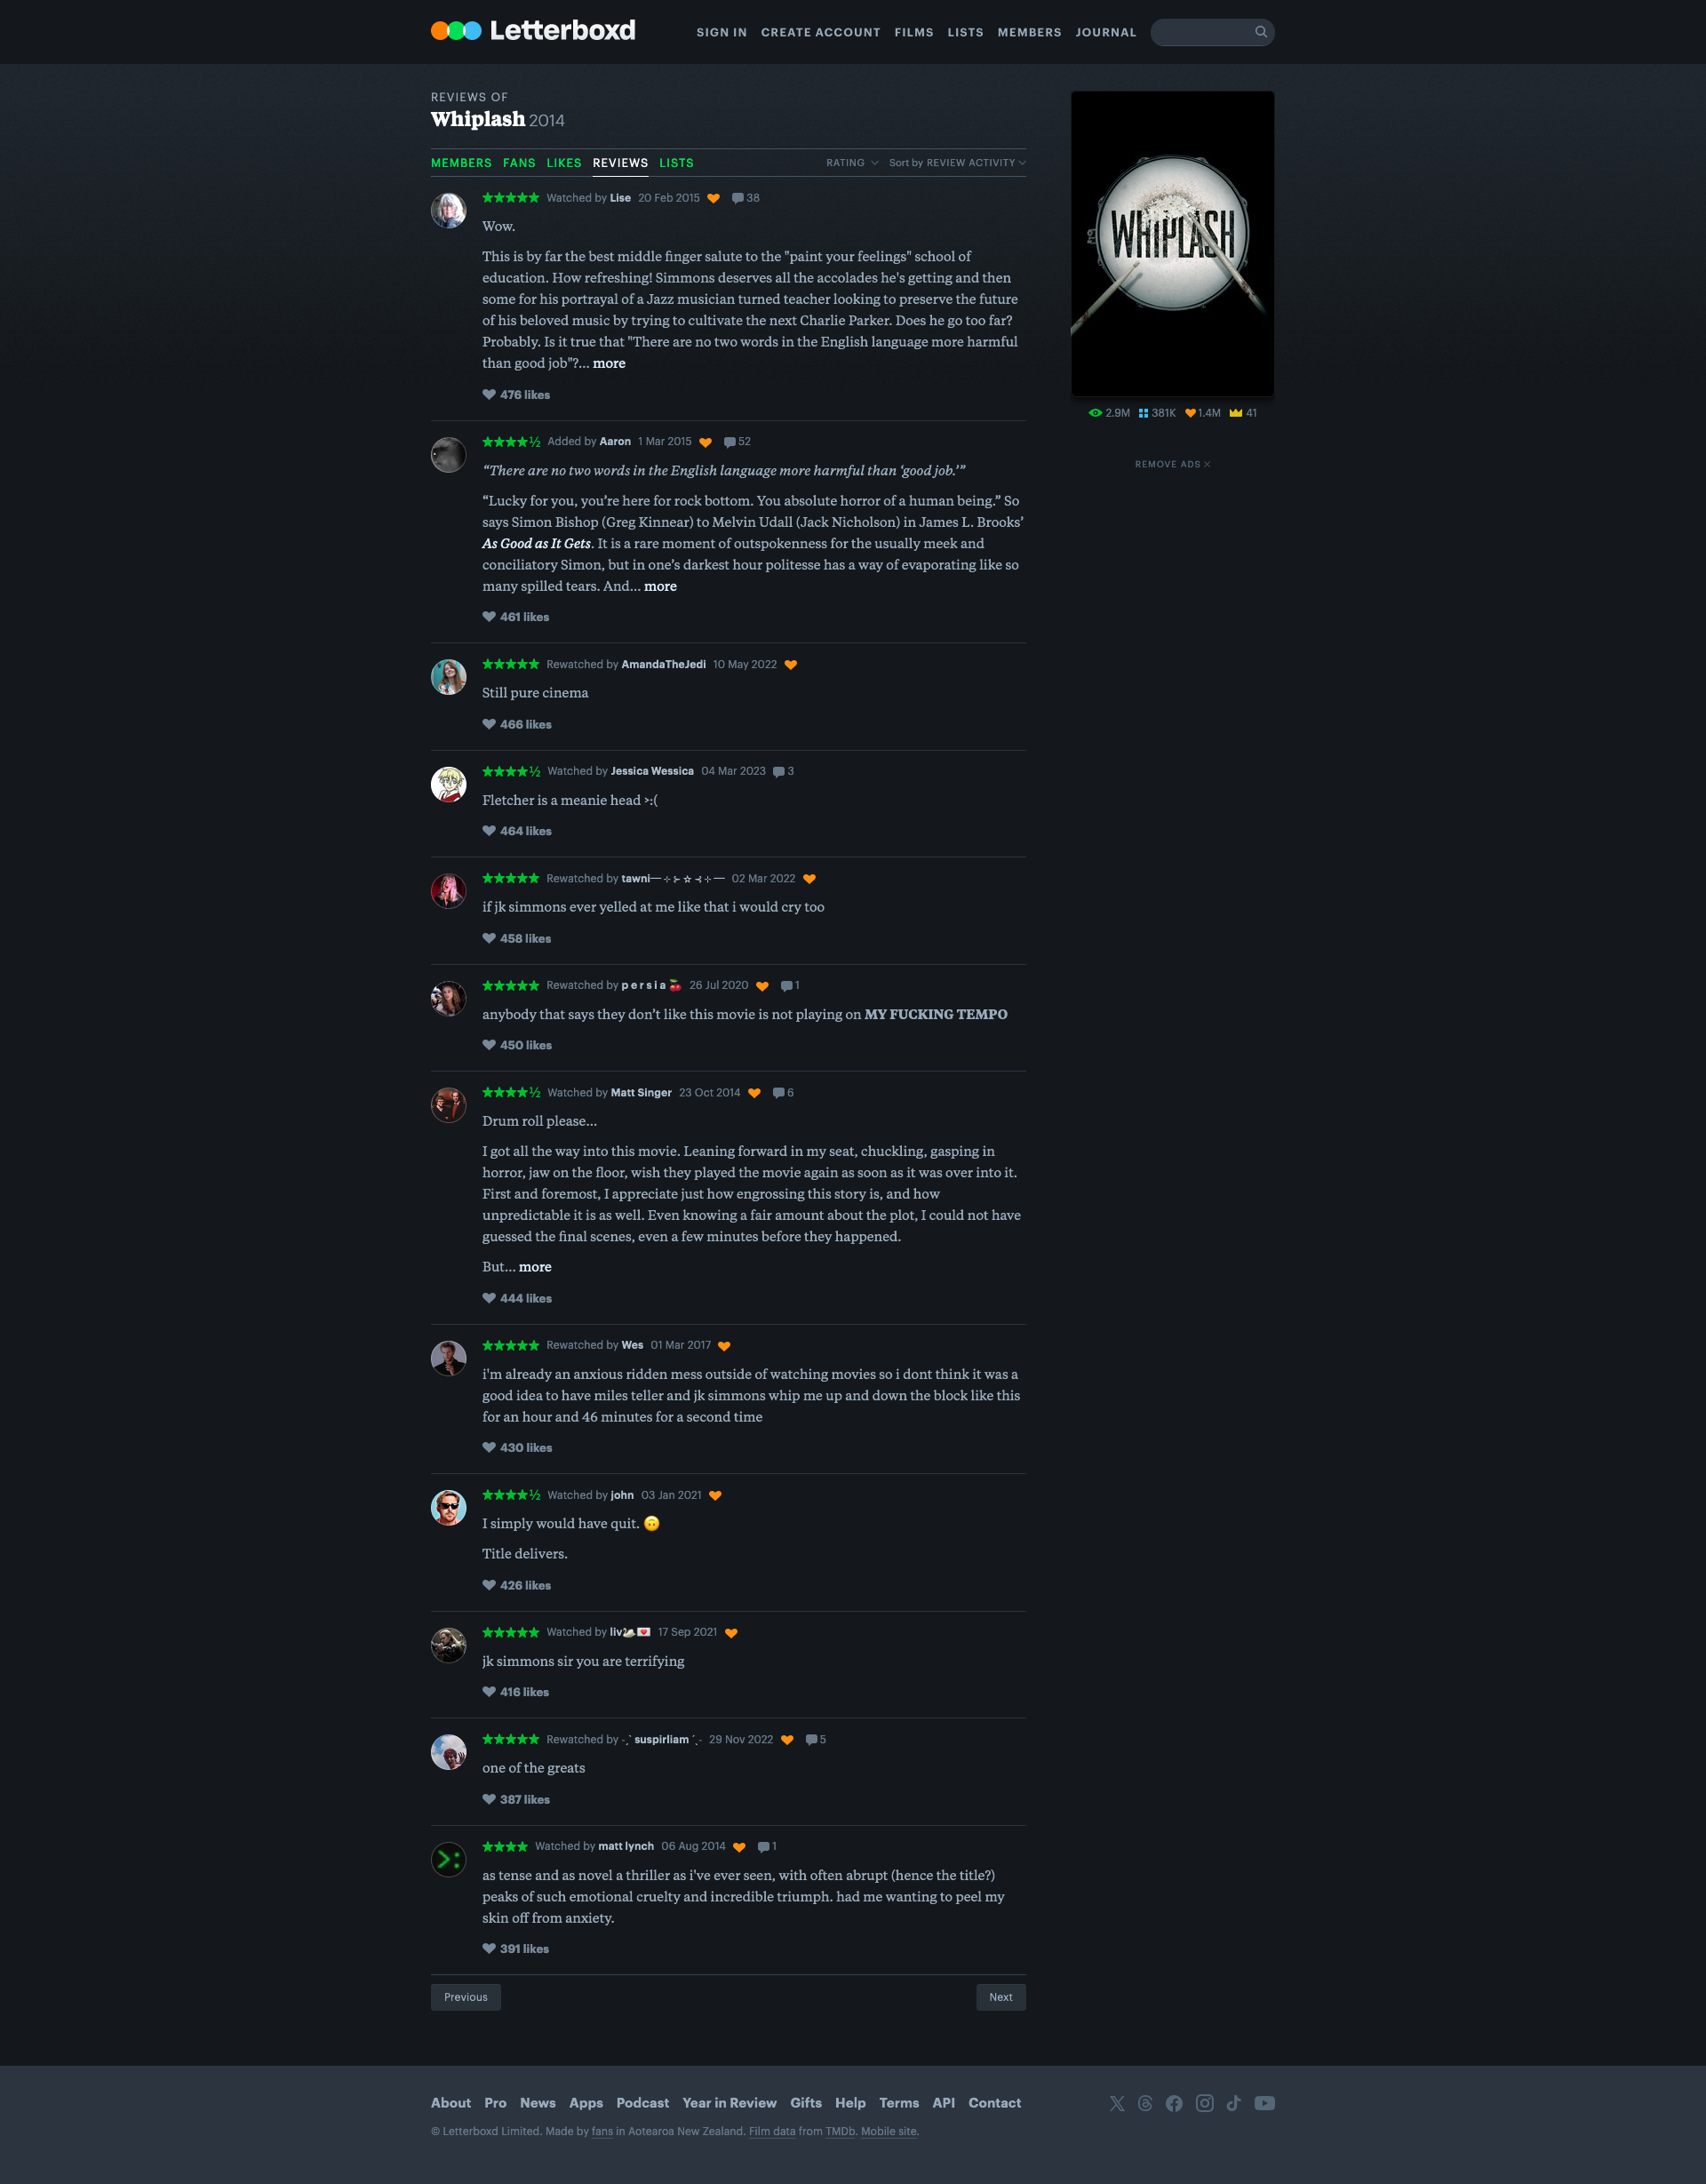 Letterboxd
SIGN IN CREATE ACCOUNT FILMS LISTS MEMBERS JOURNAL
REVIEWS OF
Whiplash 2014
MEMBERS FANS LIKES REVIEWS LISTS RATING Sort by REVIEW ACTIVITY
★★★★★ Watched by Lise 20 Feb 2015 38
Wow.
This is by far the best middle finger salute to the "paint your feelings" school of
education. How refreshing! Simmons deserves all the accolades he's getting and then
some for his portrayal of a Jazz musician turned teacher looking to preserve the future
of his beloved music by trying to cultivate the next Charlie Parker. Does he go too far?
Probably. Is it true that "There are no two words in the English language more harmful
than good job"?... more
476 likes
★★★★½ Added by Aaron 1 Mar 2015 52
“There are no two words in the English language more harmful than ‘good job.’”
“Lucky for you, you’re here for rock bottom. You absolute horror of a human being.” So
says Simon Bishop (Greg Kinnear) to Melvin Udall (Jack Nicholson) in James L. Brooks’
As Good as It Gets. It is a rare moment of outspokenness for the usually meek and
conciliatory Simon, but in one’s darkest hour politesse has a way of evaporating like so
many spilled tears. And... more
461 likes
★★★★★ Rewatched by AmandaTheJedi 10 May 2022
Still pure cinema
466 likes
★★★★½ Watched by Jessica Wessica 04 Mar 2023 3
Fletcher is a meanie head >:(
464 likes
★★★★★ Rewatched by tawni— ⊹ ⊱ ☆ ⊰ ⊹ — 02 Mar 2022
if jk simmons ever yelled at me like that i would cry too
458 likes
★★★★★ Rewatched by p e r s i a 🍒 26 Jul 2020 1
anybody that says they don’t like this movie is not playing on MY FUCKING TEMPO
450 likes
★★★★½ Watched by Matt Singer 23 Oct 2014 6
Drum roll please...
I got all the way into this movie. Leaning forward in my seat, chuckling, gasping in
horror, jaw on the floor, wish they played the movie again as soon as it was over into it.
First and foremost, I appreciate just how engrossing this story is, and how
unpredictable it is as well. Even knowing a fair amount about the plot, I could not have
guessed the final scenes, even a few minutes before they happened.
But... more
444 likes
★★★★★ Rewatched by Wes 01 Mar 2017
i'm already an anxious ridden mess outside of watching movies so i dont think it was a
good idea to have miles teller and jk simmons whip me up and down the block like this
for an hour and 46 minutes for a second time
430 likes
★★★★½ Watched by john 03 Jan 2021
I simply would have quit. 🙃
Title delivers.
426 likes
★★★★★ Watched by liv🦢💌 17 Sep 2021
jk simmons sir you are terrifying
416 likes
★★★★★ Rewatched by -ˏˋ suspirliam ˊˎ- 29 Nov 2022 5
one of the greats
387 likes
★★★★ Watched by matt lynch 06 Aug 2014 1
as tense and as novel a thriller as i've ever seen, with often abrupt (hence the title?)
peaks of such emotional cruelty and incredible triumph. had me wanting to peel my
skin off from anxiety.
391 likes
Previous Next
WHIPLASH
2.9M 381K 1.4M 41
REMOVE ADS
About Pro News Apps Podcast Year in Review Gifts Help Terms API Contact
© Letterboxd Limited. Made by fans in Aotearoa New Zealand. Film data from TMDb. Mobile site.